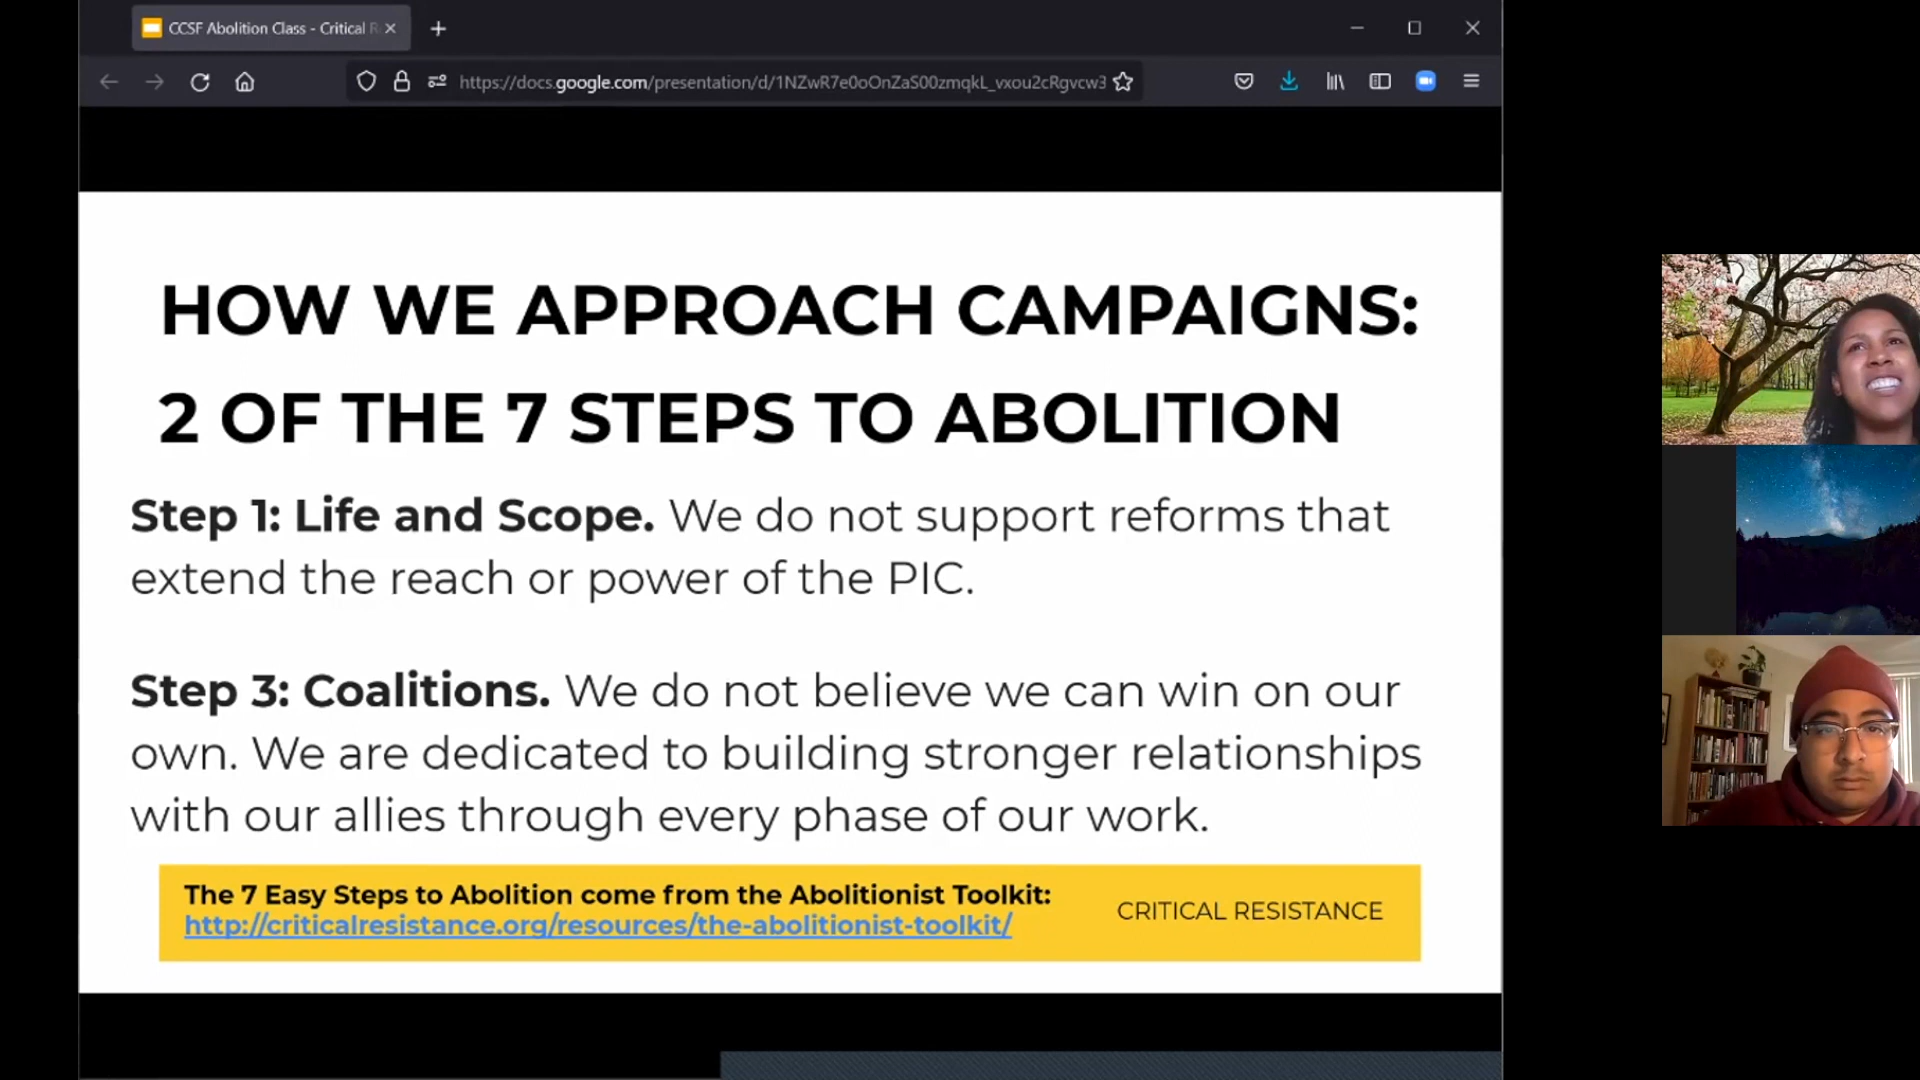 CCSF Abolition Class - Critical R
https://docs.google.com/presentation/d/1NZwR7e0oOnZaS00zmqkL_vxou2cRgvcw3
HOW WE APPROACH CAMPAIGNS:
2 OF THE 7 STEPS TO ABOLITION
Step 1: Life and Scope. We do not support reforms that
extend the reach or power of the PIC.
Step 3: Coalitions. We do not believe we can win on our
own. We are dedicated to building stronger relationships
with our allies through every phase of our work.
The 7 Easy Steps to Abolition come from the Abolitionist Toolkit:
http://criticalresistance.org/resources/the-abolitionist-toolkit/
CRITICAL RESISTANCE